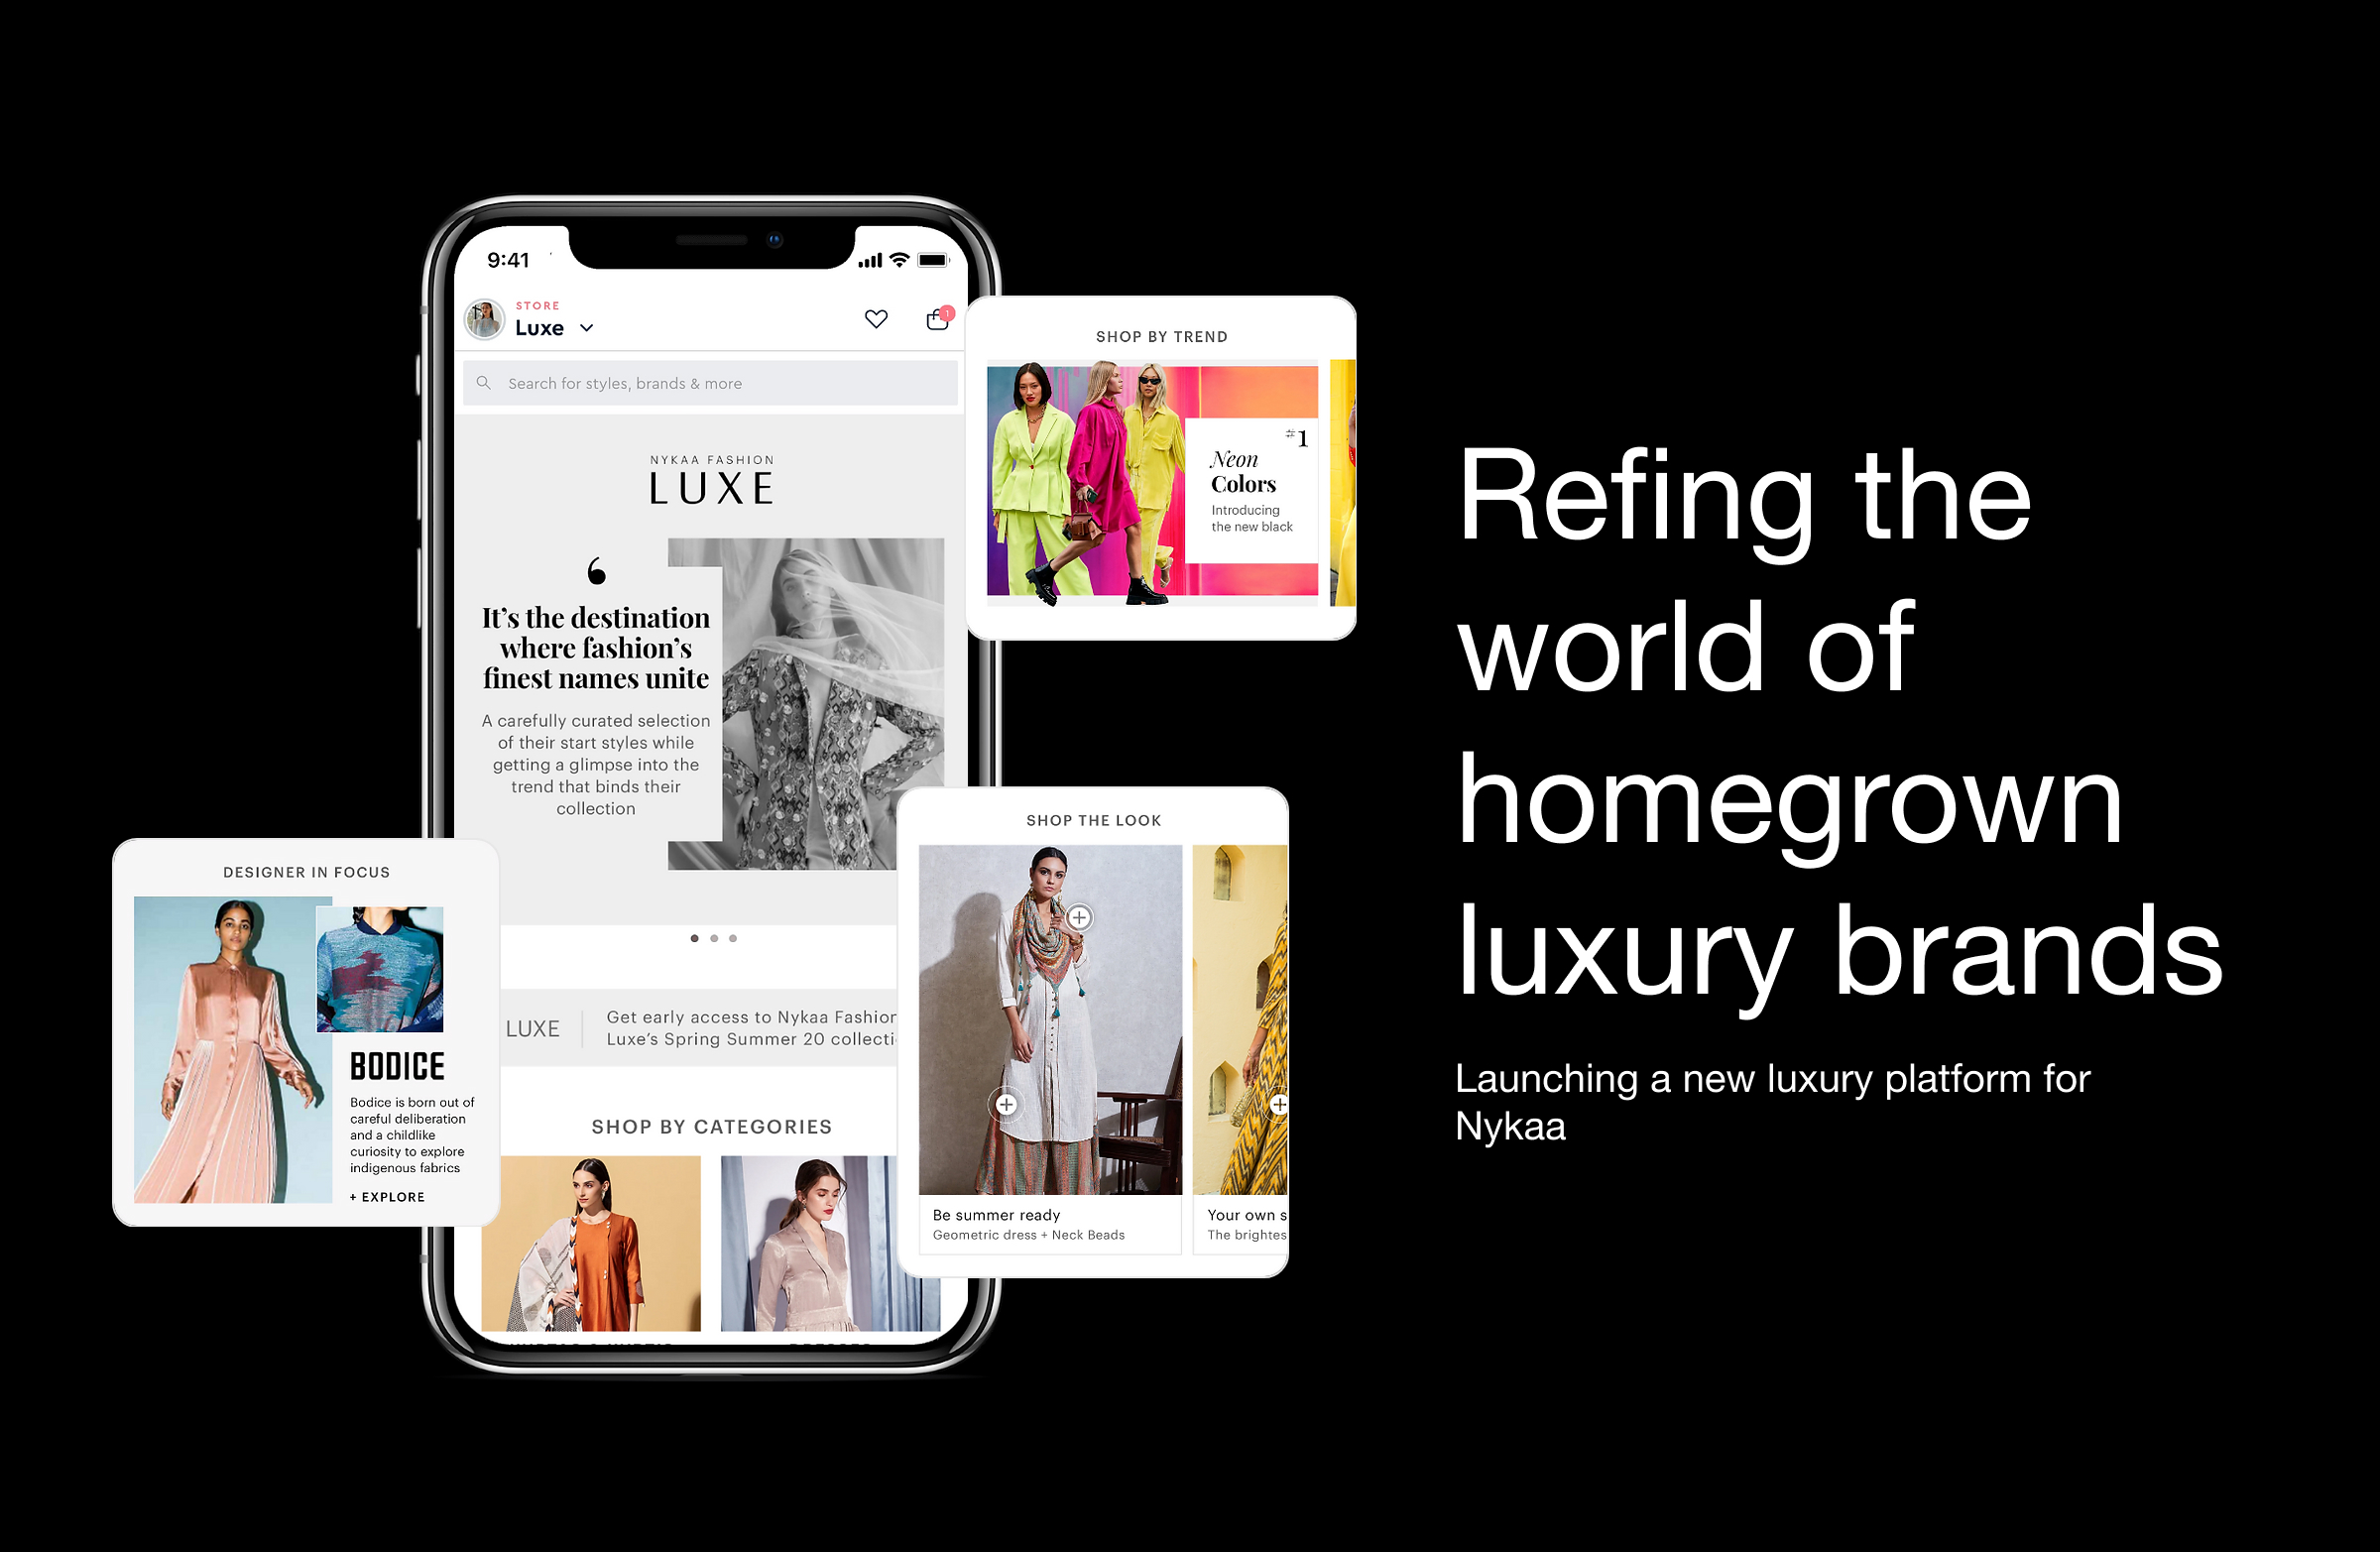 9:41
STORE
Luxe
1
Search for styles, brands & more
NYKAA FASHION
LUXE
It’s the destination
where fashion’s
finest names unite
A carefully curated selection
of their start styles while
getting a glimpse into the
trend that binds their
collection
LUXE
Get early access to Nykaa Fashion
Luxe’s Spring Summer 20 collecti
SHOP BY CATEGORIES
DESIGNER IN FOCUS
BODICE
Bodice is born out of
careful deliberation
and a childlike
curiosity to explore
indigenous fabrics
+ EXPLORE
SHOP BY TREND
#1
Neon
Colors
Introducing
the new black
SHOP THE LOOK
Be summer ready
Geometric dress + Neck Beads
Your own s
The brightes
Refing the
world of
homegrown
luxury brands
Launching a new luxury platform for
Nykaa